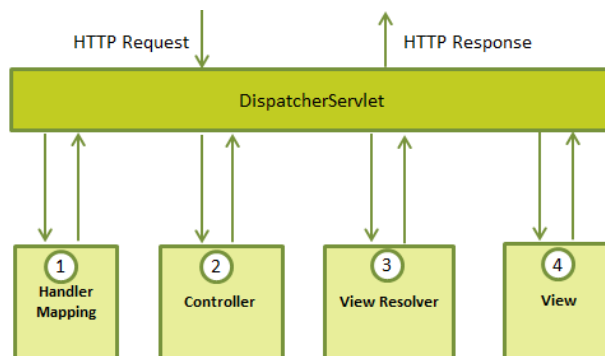 HTTP Request
HTTP Response
DispatcherServlet
1
Handler
Mapping
2
Controller
3
View Resolver
4
View